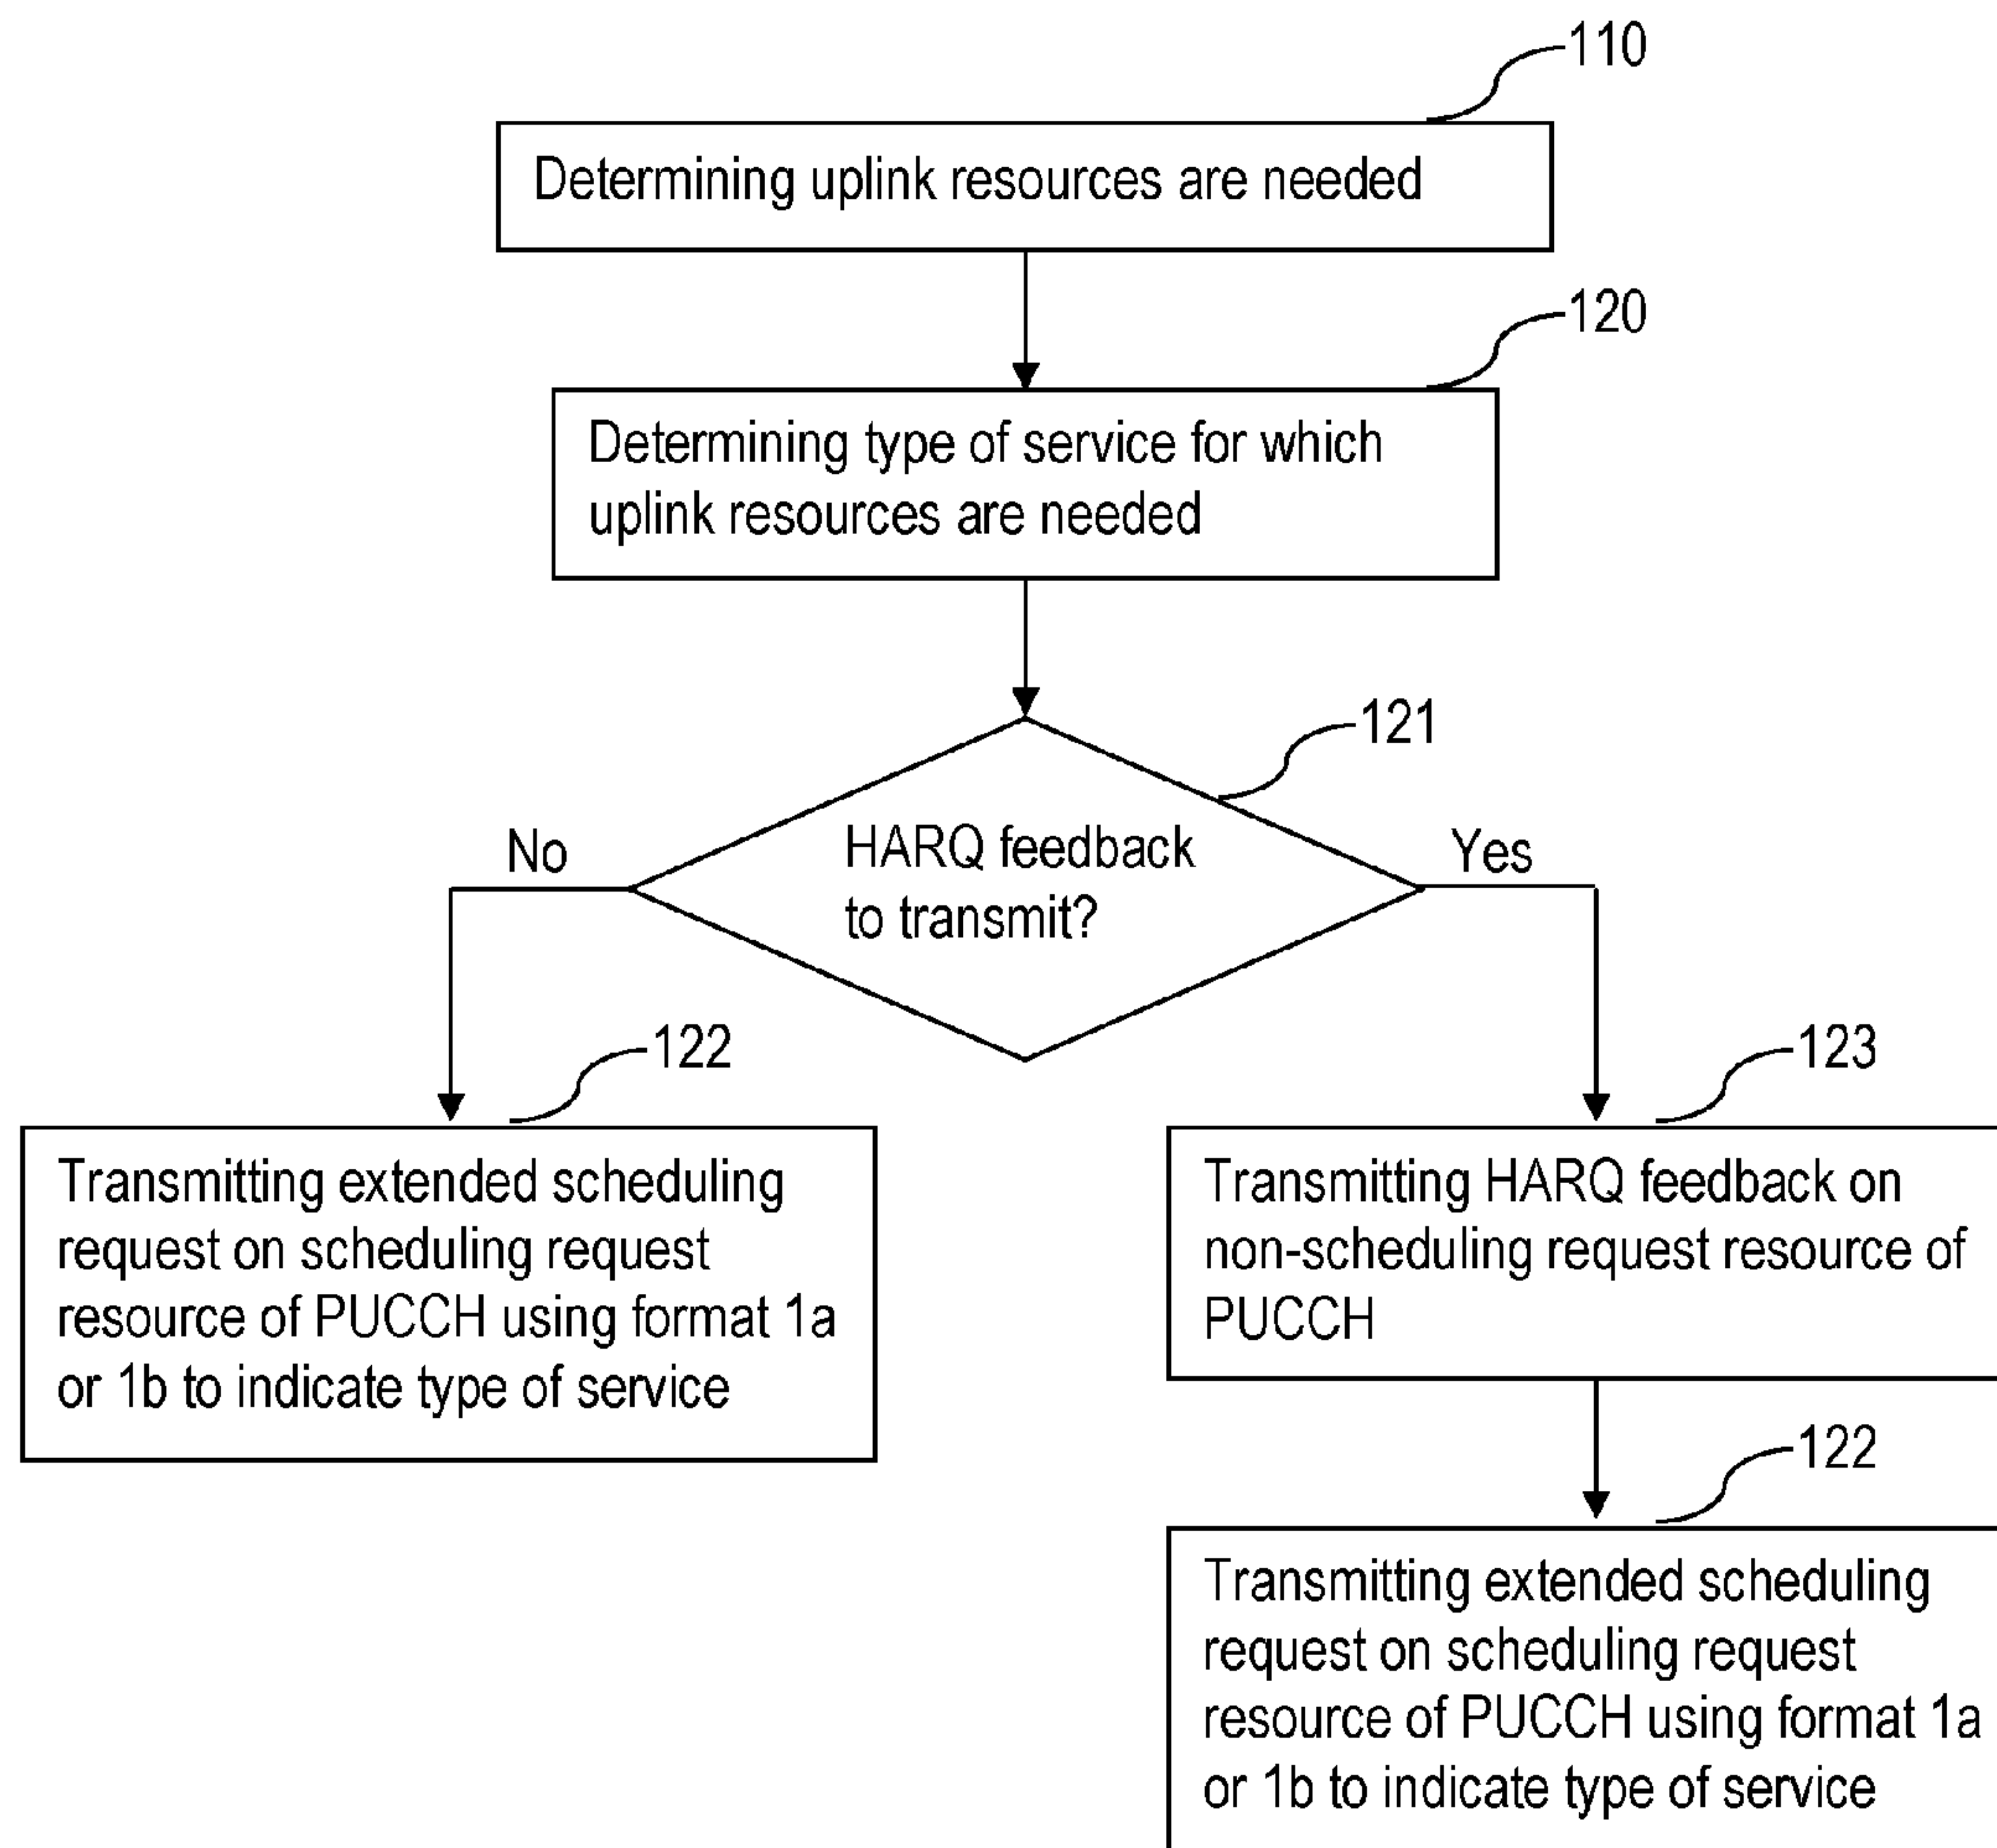 110
Determining uplink resources are needed
120
Determining type of service for which
uplink resources are needed
121
HARQ feedback
to transmit?
No
Yes
122
Transmitting extended scheduling
request on scheduling request
resource of PUCCH using format 1a
or 1b to indicate type of service
123
Transmitting HARQ feedback on
non-scheduling request resource of
PUCCH
122
Transmitting extended scheduling
request on scheduling request
resource of PUCCH using format 1a
or 1b to indicate type of service